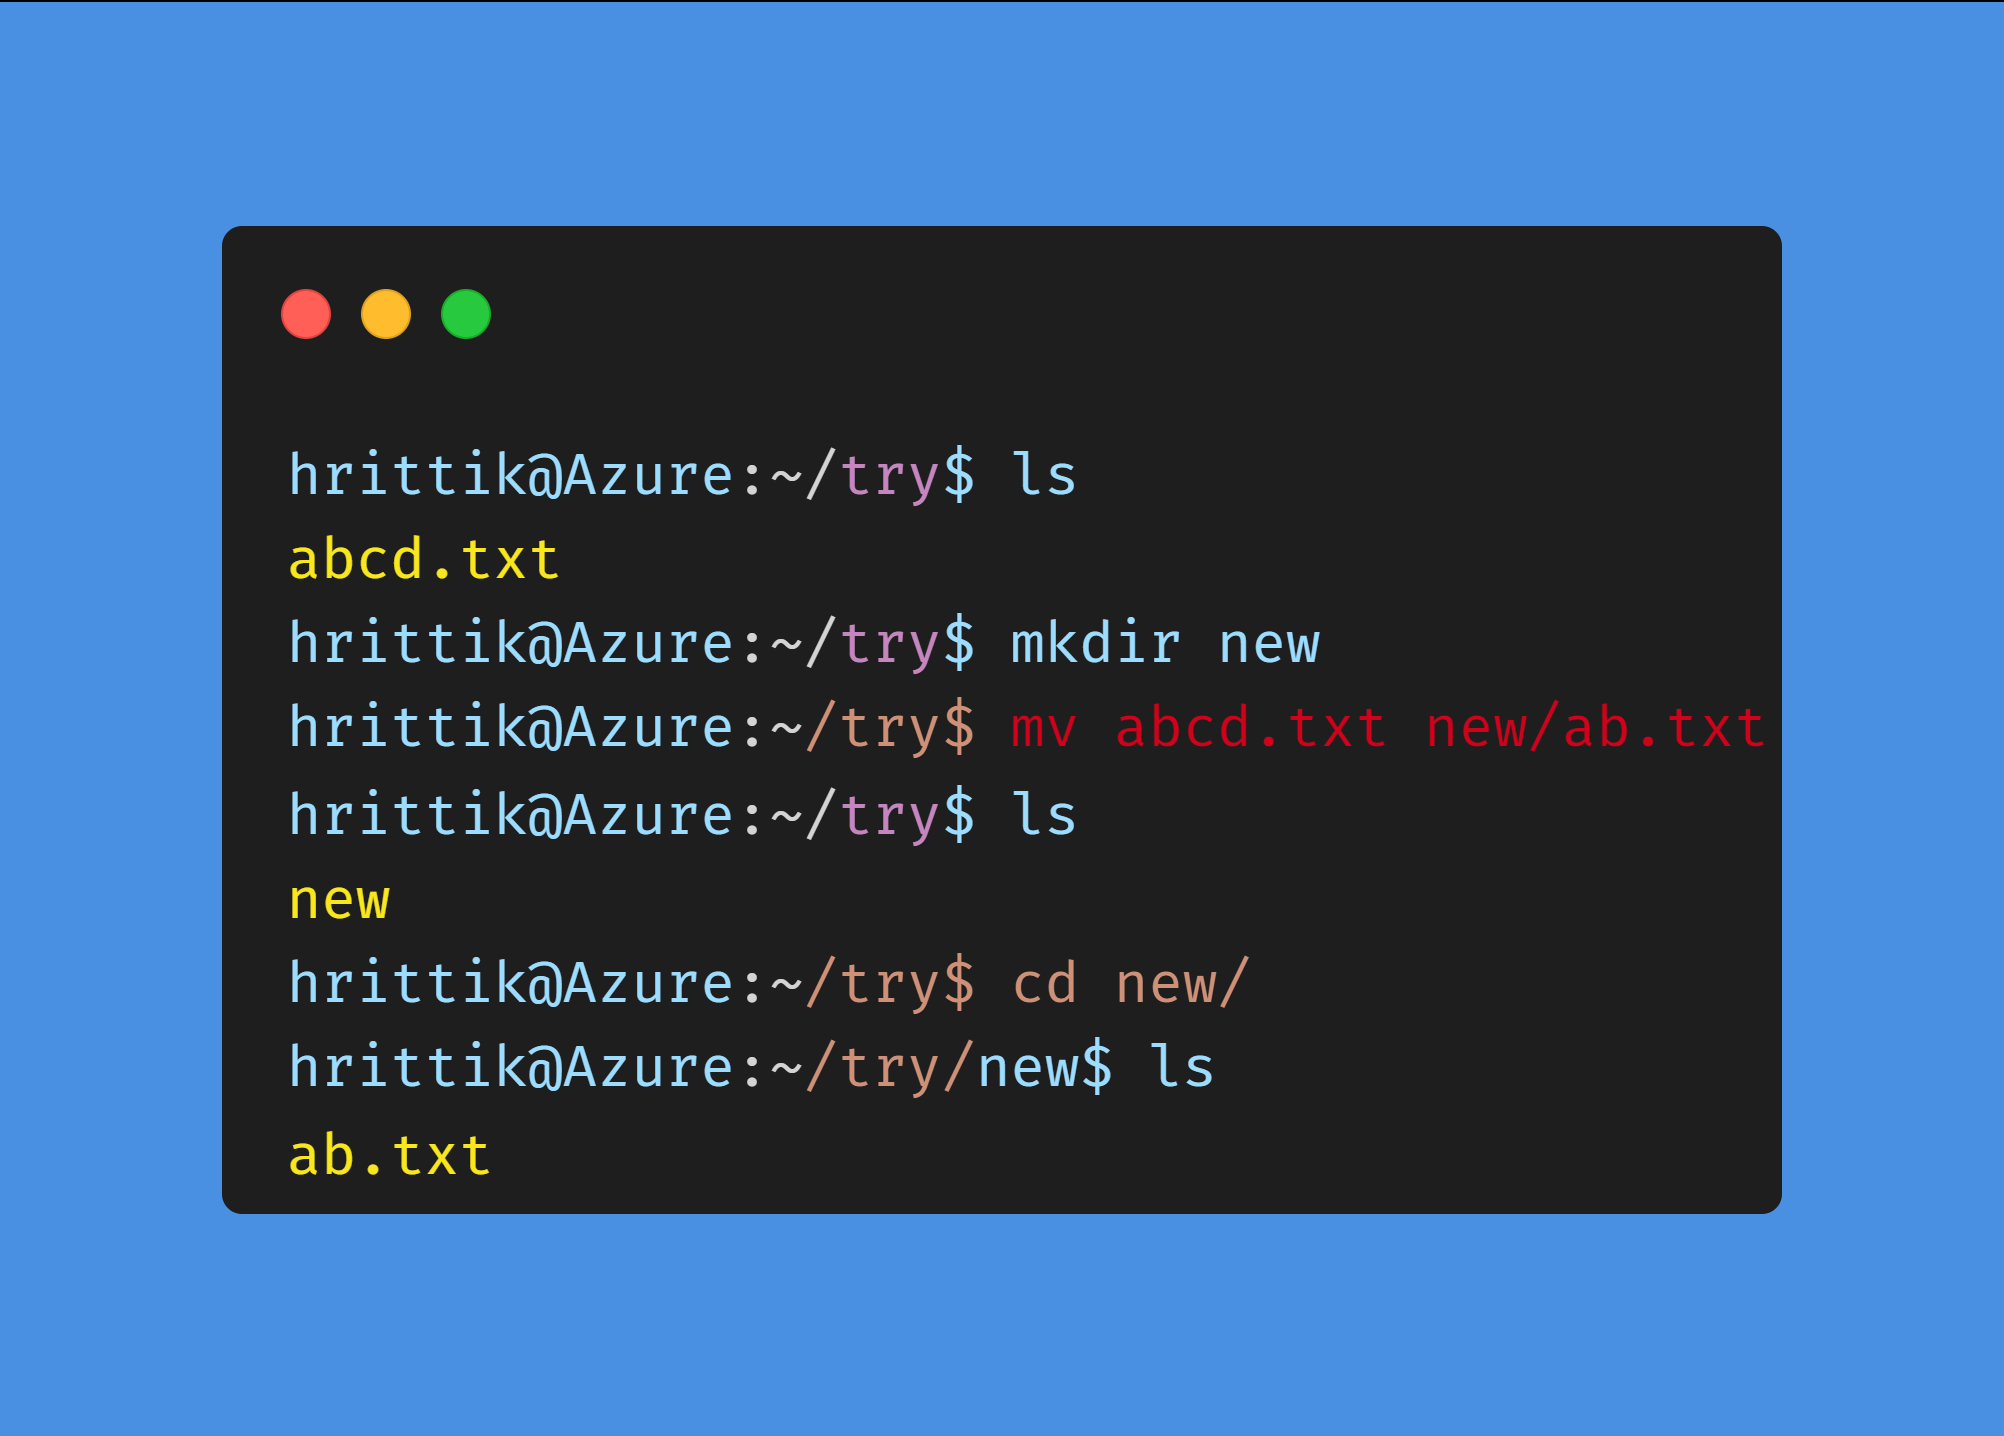 hrittik@Azure:~/try$ ls
abcd.txt
hrittik@Azure:~/try$ mkdir new
hrittik@Azure:~/try$ mv abcd.txt new/ab.txt
hrittik@Azure:~/try$ ls
new
hrittik@Azure:~/try$ cd new/
hrittik@Azure:~/try/new$ ls
ab.txt